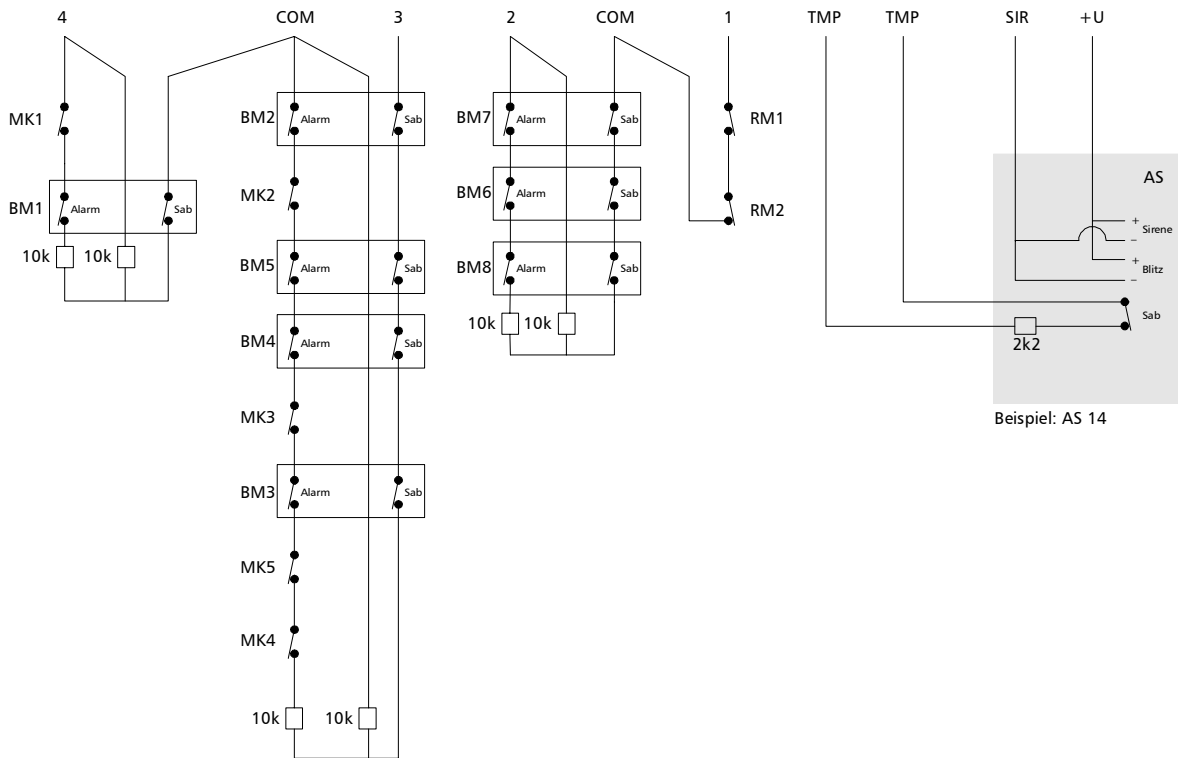 4 COM 3 2 COM 1 TMP TMP SIR +U
MK1
BM2 Alarm Sab
BM7 Alarm Sab
RM1
AS
MK2
BM6 Alarm Sab
BM1 Alarm Sab
RM2
+ Sirene
-
10k 10k
BM5 Alarm Sab
BM8 Alarm Sab
+ Blitz
-
10k 10k
Sab
BM4 Alarm Sab
2k2
MK3
Beispiel: AS 14
BM3 Alarm Sab
MK5
MK4
10k 10k